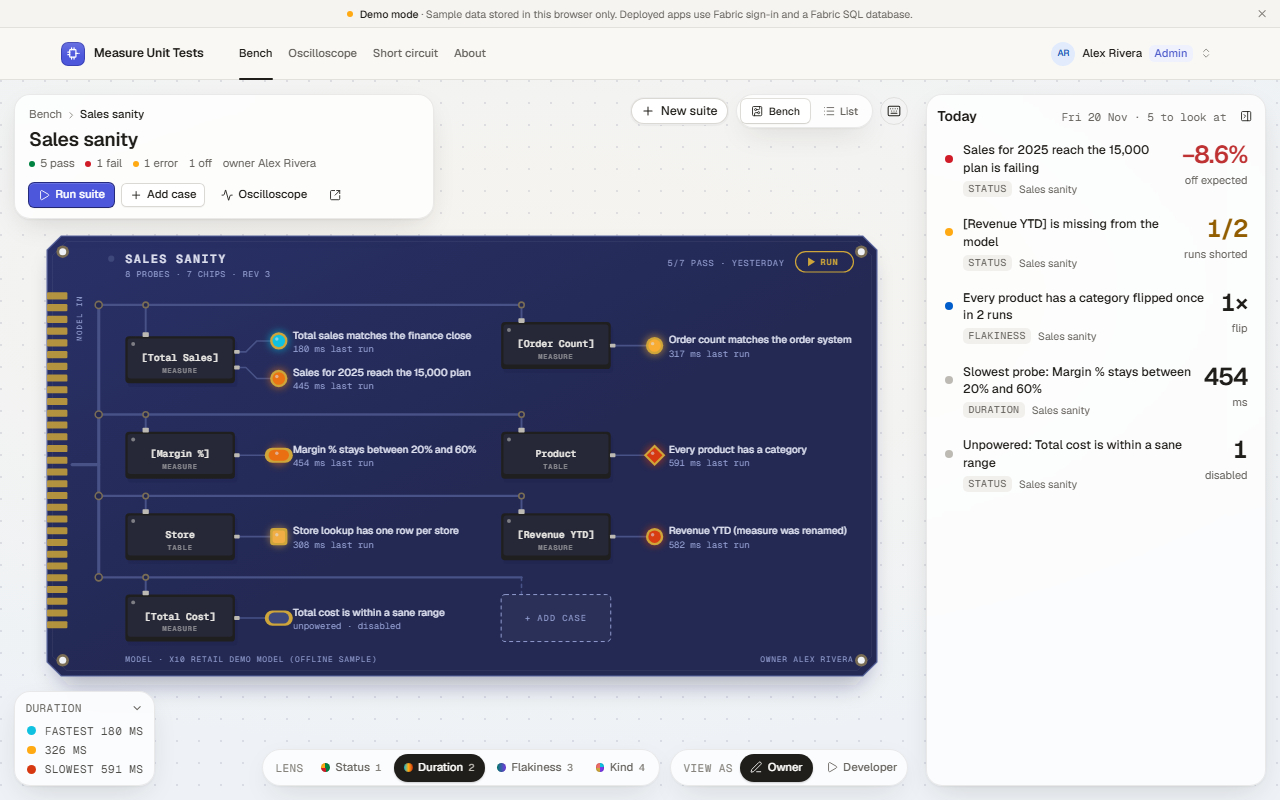 Demo mode · Sample data stored in this browser only. Deployed apps use Fabric sign-in and a Fabric SQL database.
Measure Unit Tests
Bench
Oscilloscope
Short circuit
About
AR
Alex Rivera
Admin
Bench › Sales sanity
Sales sanity
5 pass
1 fail
1 error
1 off
owner Alex Rivera
Run suite
Add case
Oscilloscope
New suite
Bench
List
SALES SANITY
8 PROBES · 7 CHIPS · REV 3
5/7 PASS · YESTERDAY
RUN
MODEL IN
[Total Sales]
MEASURE
Total sales matches the finance close
180 ms last run
Sales for 2025 reach the 15,000 plan
445 ms last run
[Order Count]
MEASURE
Order count matches the order system
317 ms last run
[Margin %]
MEASURE
Margin % stays between 20% and 60%
454 ms last run
Product
TABLE
Every product has a category
591 ms last run
Store
TABLE
Store lookup has one row per store
308 ms last run
[Revenue YTD]
MEASURE
Revenue YTD (measure was renamed)
582 ms last run
[Total Cost]
MEASURE
Total cost is within a sane range
unpowered · disabled
+ ADD CASE
MODEL · X10 RETAIL DEMO MODEL (OFFLINE SAMPLE)
OWNER ALEX RIVERA
Today
Fri 20 Nov · 5 to look at
Sales for 2025 reach the 15,000
plan is failing
STATUS Sales sanity
−8.6%
off expected
[Revenue YTD] is missing from the
model
STATUS Sales sanity
1/2
runs shorted
Every product has a category flipped once
in 2 runs
FLAKINESS Sales sanity
1×
flip
Slowest probe: Margin % stays between
20% and 60%
DURATION Sales sanity
454
ms
Unpowered: Total cost is within a sane
range
STATUS Sales sanity
1
disabled
DURATION
FASTEST 180 MS
326 MS
SLOWEST 591 MS
LENS
Status 1
Duration 2
Flakiness 3
Kind 4
VIEW AS
Owner
Developer